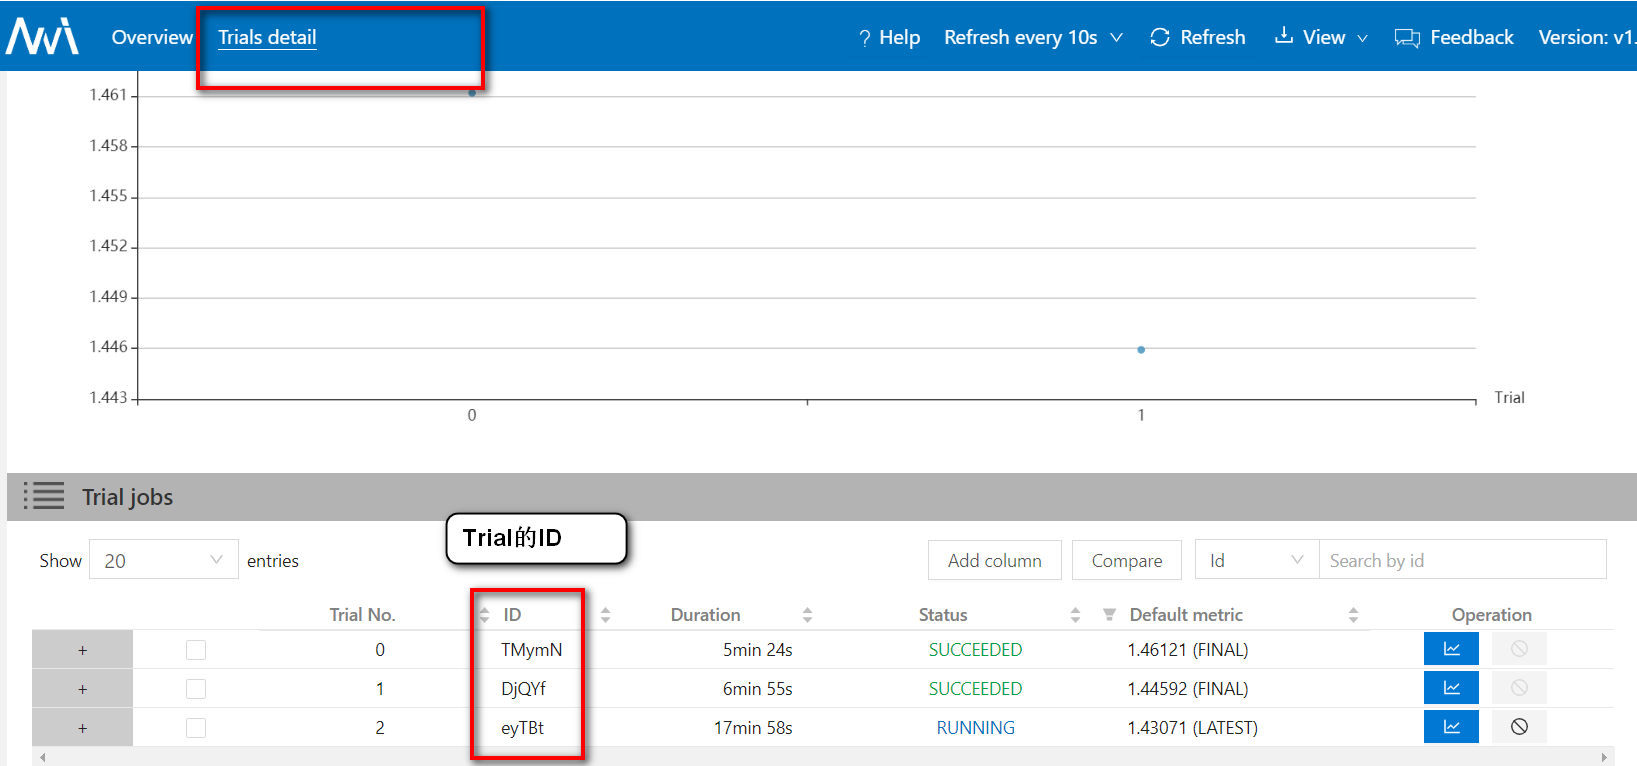 NNi Overview Trials detail ? Help Refresh every 10s Refresh View Feedback Version: v1.
1.461
1.458
1.455
1.452
1.449
1.446
1.443
Trial
0 1
Trial jobs
Trial的ID
Show 20 entries Add column Compare Id Search by id
Trial No. ID Duration Status Default metric Operation
+ 0 TMymN 5min 24s SUCCEEDED 1.46121 (FINAL)
+ 1 DjQYf 6min 55s SUCCEEDED 1.44592 (FINAL)
+ 2 eyTBt 17min 58s RUNNING 1.43071 (LATEST)